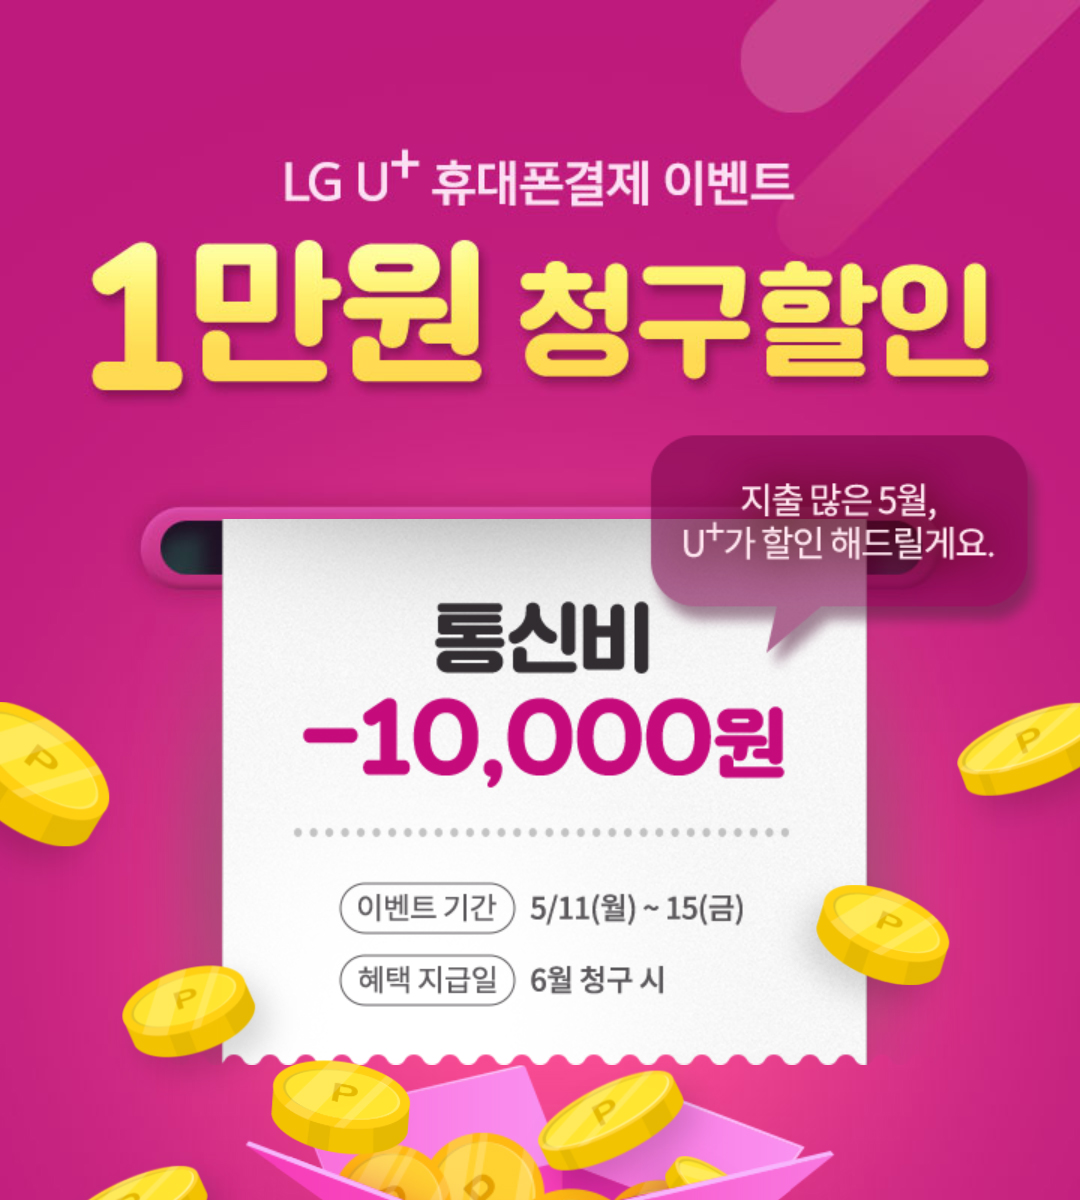 LG U+ 휴대폰결제 이벤트
1만원 청구할인
지출 많은 5월,
U+가 할인 해드릴게요.
통신비
-10,000원
이벤트 기간 5/11(월) ~ 15(금)
혜택 지급일 6월 청구 시
P
P
P
P
P
P
P